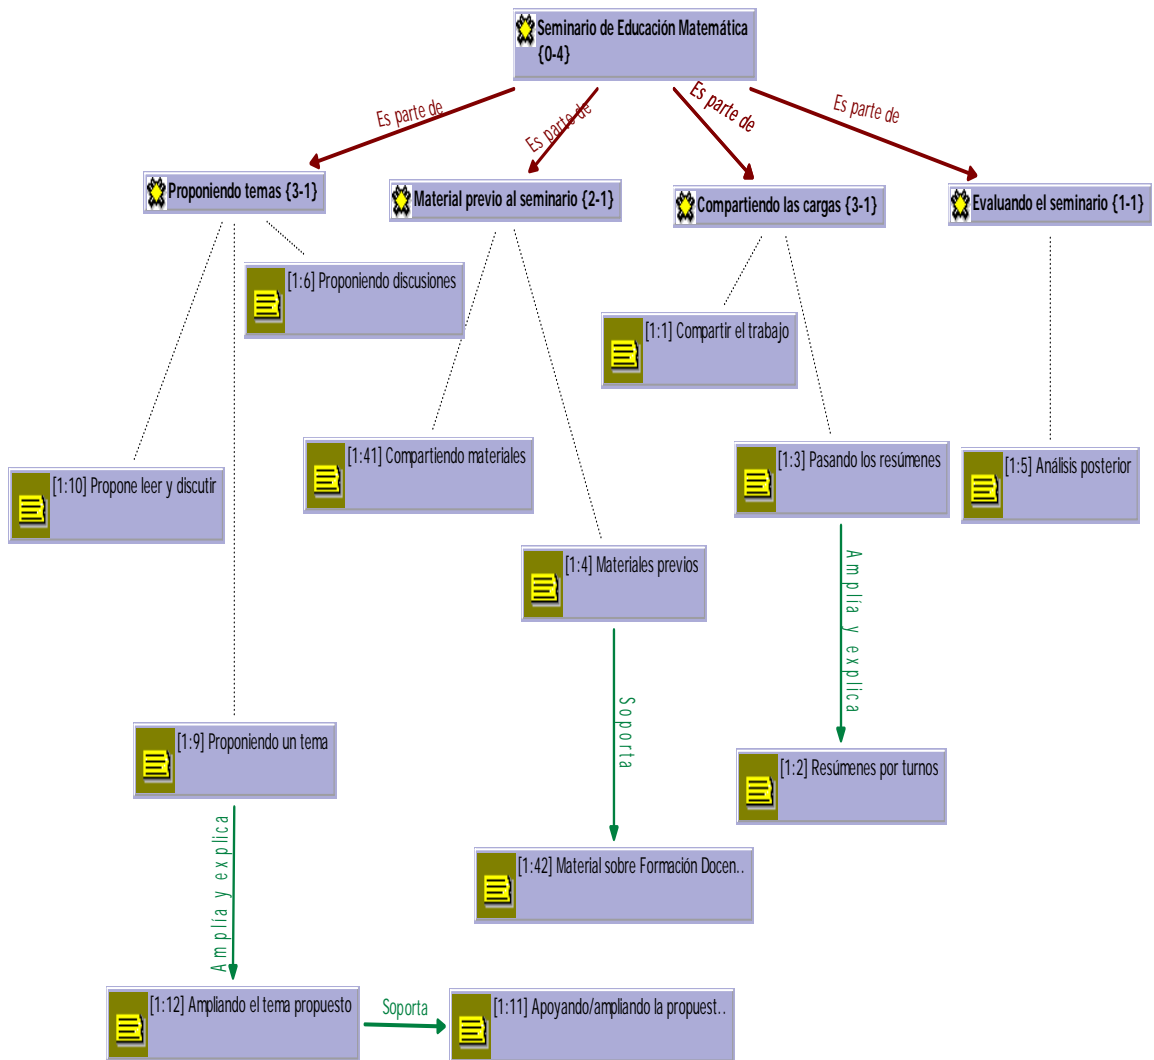 Seminario de Educación Matemática
{0-4}
Es parte de
Es parte de
Es parte de
Es parte de
Proponiendo temas {3-1}
Material previo al seminario {2-1}
Compartiendo las cargas {3-1}
Evaluando el seminario {1-1}
[1:6] Proponiendo discusiones
[1:1] Compartir el trabajo
[1:10] Propone leer y discutir
[1:41] Compartiendo materiales
[1:3] Pasando los resúmenes
[1:5] Análisis posterior
[1:4] Materiales previos
Amplía y explica
Soporta
[1:9] Proponiendo un tema
[1:2] Resúmenes por turnos
Amplía y explica
[1:42] Material sobre Formación Docen..
[1:12] Ampliando el tema propuesto
Soporta
[1:11] Apoyando/ampliando la propuest..